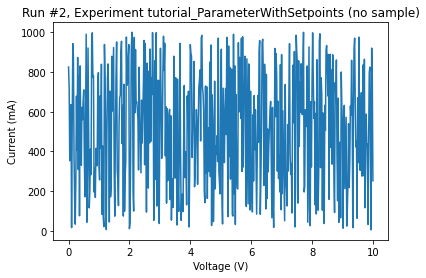 Run #2, Experiment tutorial_ParameterWithSetpoints (no sample)
1000
800
600
400
200
0
Current (mA)
0 2 4 6 8 10
Voltage (V)